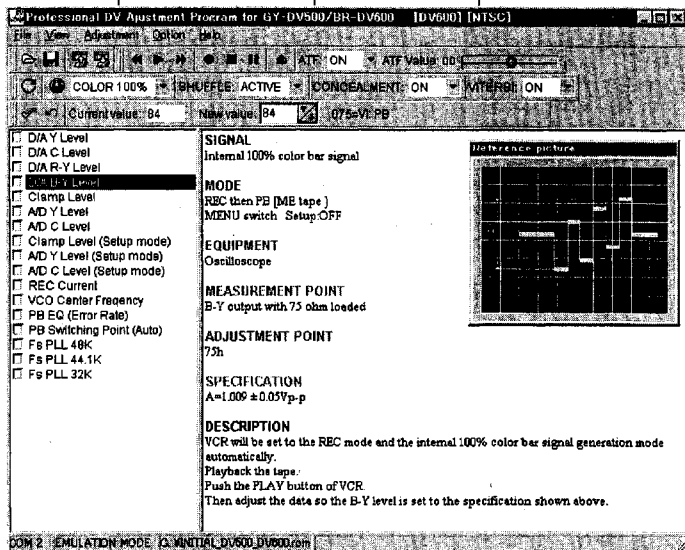 Professional DV Ajustment Procram for GY-DV500/BR-DV600 [DV600] [NTSC]
File View Adjustment Option Help
ATF: ON ATF Value: 00
COLOR 100% SHUFFLE: ACTIVE CONCEALMENT: ON VITERBI: ON
Current value: 84 New value: 84 075=VI: PB
D/A Y Level
D/A C Level
D/A R-Y Level
D/A B-Y Level
Clamp Level
A/D Y Level
A/D C Level
Clamp Level (Setup mode)
A/D Y Level (Setup mode)
A/D C Level (Setup mode)
REC Current
VCO Center Freqency
PB EQ (Error Rate)
PB Switching Point (Auto)
Fs PLL 48K
Fs PLL 44.1K
Fs PLL 32K
SIGNAL
Internal 100% color bar signal
MODE
REC then PB [ME tape ]
MENU switch Setup:OFF
EQUIPMENT
Oscilloscope
MEASUREMENT POINT
B-Y output with 75 ohm loaded
ADJUSTMENT POINT
75h
SPECIFICATION
A=1.009 ±0.05Vp-p
DESCRIPTION
VCR will be set to the REC mode and the internal 100% color bar signal generation mode
automatically.
Playback the tape.
Push the PLAY button of VCR.
Then adjust the data so the B-Y level is set to the specification shown above.
Reference picture
COM 2 EMULATION MODE